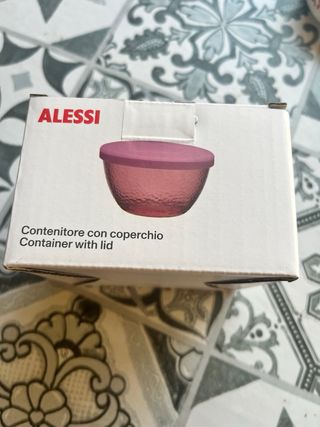 ALESSI
Contenitore con coperchio
Container with lid